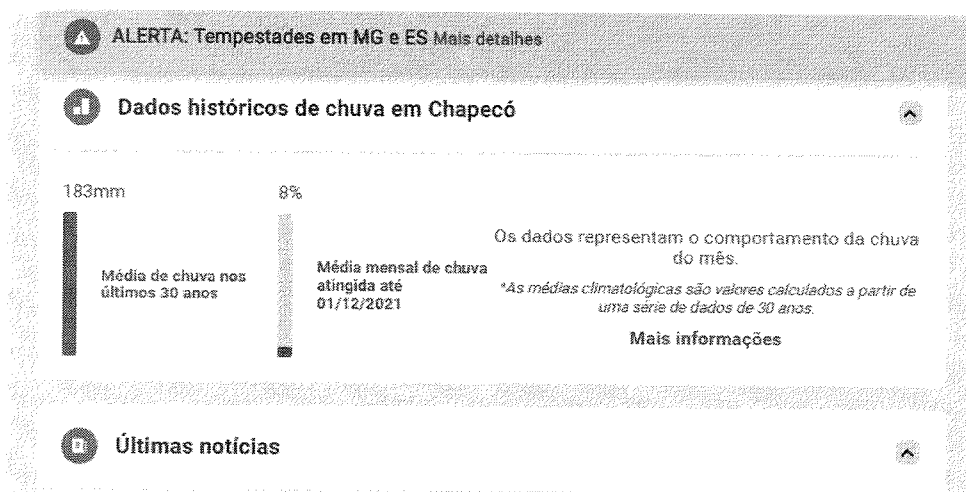 ALERTA: Tempestades em MG e ES Mais detalhes
Dados históricos de chuva em Chapecó
183mm
Média de chuva nos
últimos 30 anos
8%
Média mensal de chuva
atingida até
01/12/2021
Os dados representam o comportamento da chuva
do mês.
*As médias climatológicas são valores calculados a partir de
uma série de dados de 30 anos.
Mais informações
Últimas notícias